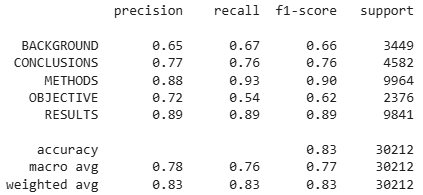 precision recall f1-score support
BACKGROUND 0.65 0.67 0.66 3449
CONCLUSIONS 0.77 0.76 0.76 4582
METHODS 0.88 0.93 0.90 9964
OBJECTIVE 0.72 0.54 0.62 2376
RESULTS 0.89 0.89 0.89 9841
accuracy 0.83 30212
macro avg 0.78 0.76 0.77 30212
weighted avg 0.83 0.83 0.83 30212